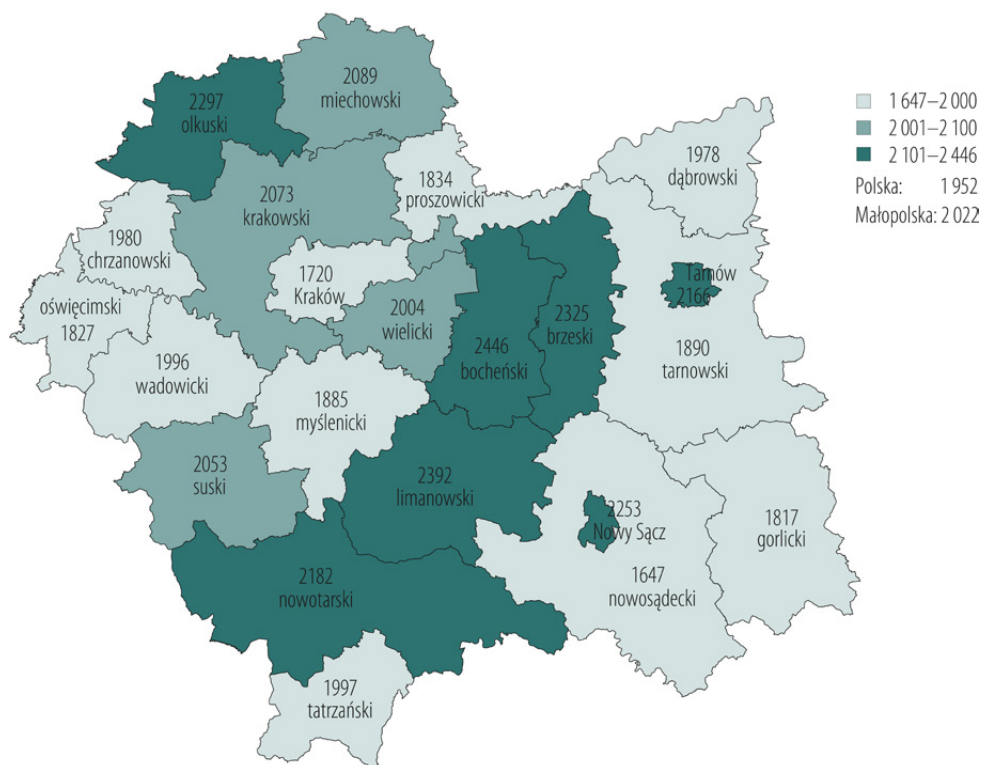 2297
olkuski
2089
miechowski
1 647–2 000
2 001–2 100
2 101–2 446
Polska: 1 952
Małopolska: 2 022
1978
dąbrowski
1834
proszowicki
2073
krakowski
1980
chrzanowski
1720
Kraków
Tarnów
2166
oświęcimski
1827
2004
wielicki
2325
brzeski
2446
bocheński
1890
tarnowski
1996
wadowicki
1885
myślenicki
2053
suski
2392
limanowski
2253
Nowy Sącz
1817
gorlicki
2182
nowotarski
1647
nowosądecki
1997
tatrzański